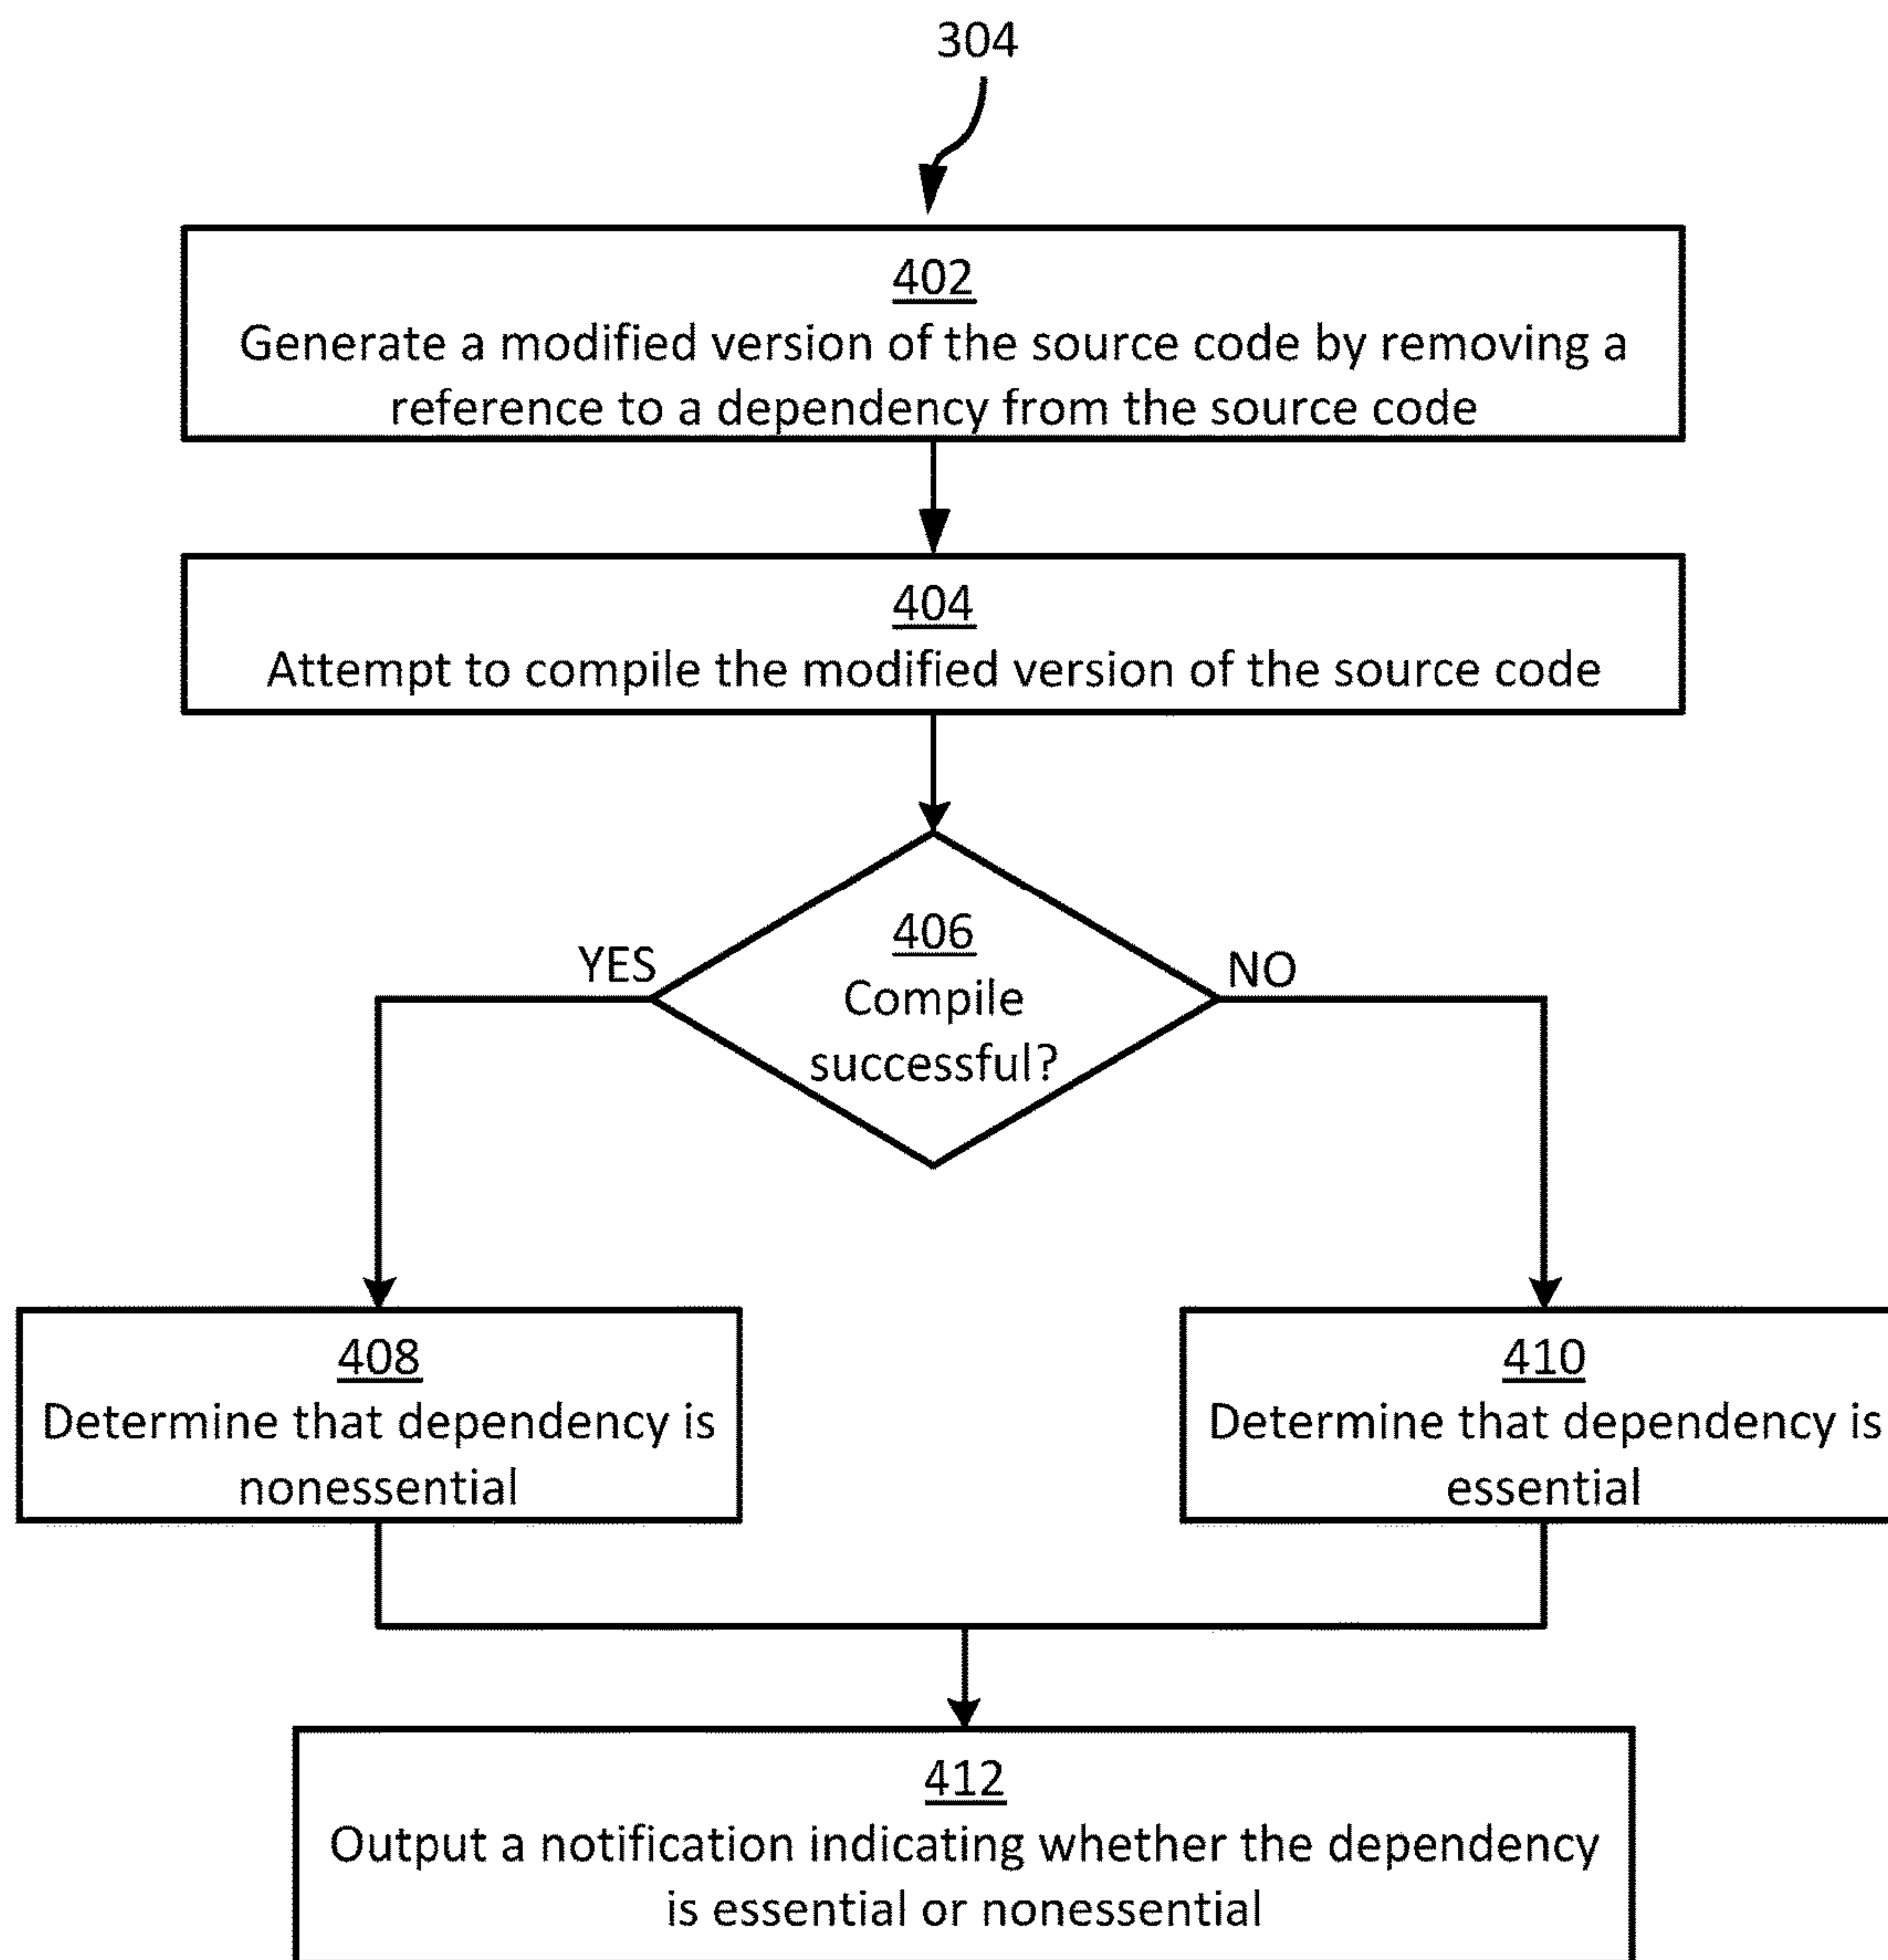 304
402
Generate a modified version of the source code by removing a
reference to a dependency from the source code
404
Attempt to compile the modified version of the source code
406
Compile
successful?
YES
NO
408
Determine that dependency is
nonessential
410
Determine that dependency is
essential
412
Output a notification indicating whether the dependency
is essential or nonessential